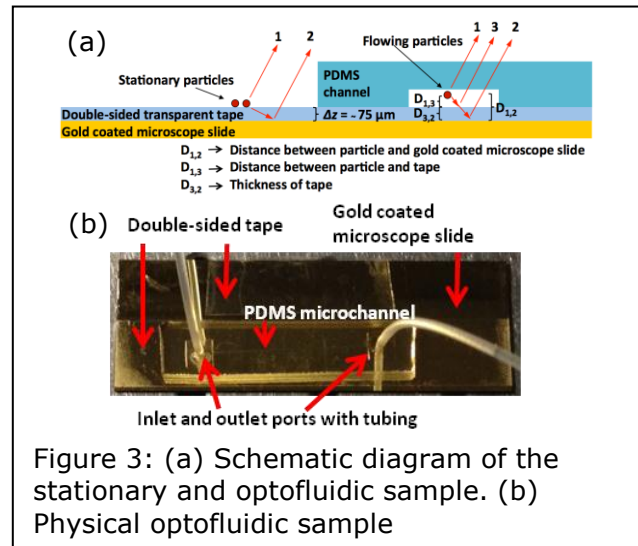 (a)
1 2
Stationary particles
Flowing particles
1 3 2
PDMS
channel
D1,3
D3,2
D1,2
Double-sided transparent tape
Δz = ~ 75 μm
Gold coated microscope slide
D1,2 → Distance between particle and gold coated microscope slide
D1,3 → Distance between particle and tape
D3,2 → Thickness of tape
(b)
Double-sided tape
Gold coated
microscope slide
PDMS microchannel
Inlet and outlet ports with tubing
Figure 3: (a) Schematic diagram of the
stationary and optofluidic sample. (b)
Physical optofluidic sample